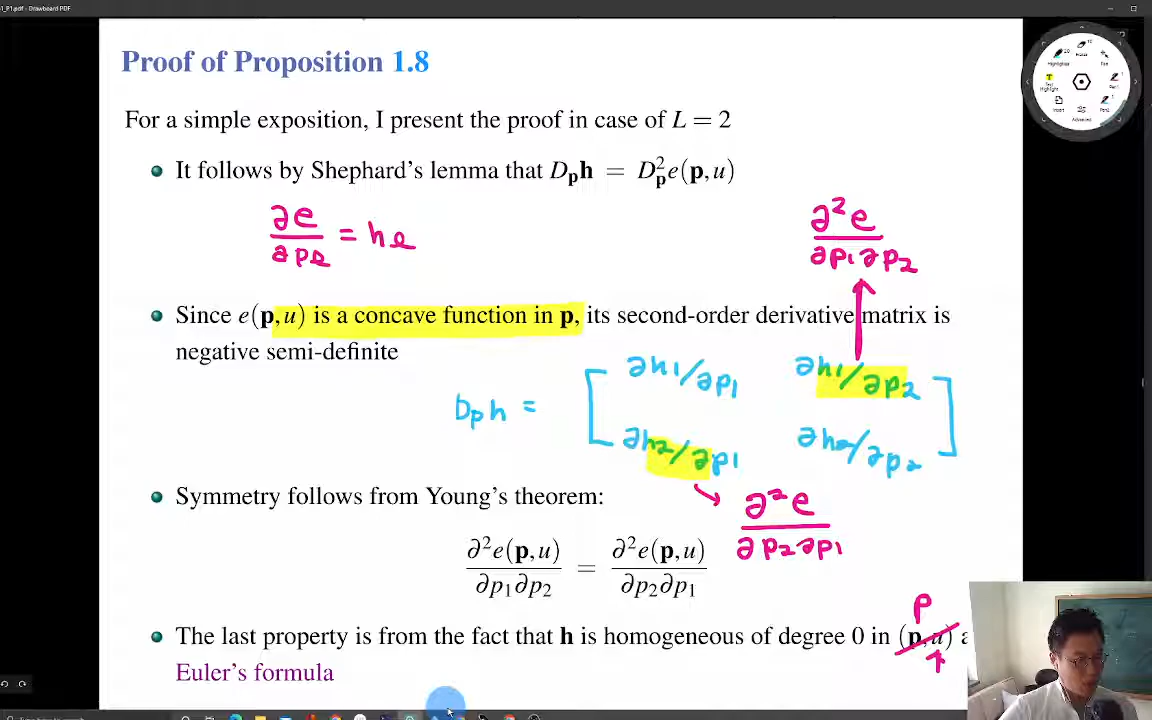 _P1.pdf - Drawboard PDF
Proof of Proposition 1.8
For a simple exposition, I present the proof in case of L = 2
It follows by Shephard's lemma that Dₚh = D²ₚe(p, u)
∂e/∂pℓ = hℓ
∂²e/∂p₁∂p₂
Since e(p, u) is a concave function in p, its second-order derivative matrix is
negative semi-definite
Dₚh = [ ∂h1/∂p1 ∂h1/∂p2
∂h2/∂p1 ∂h2/∂p2 ]
Symmetry follows from Young's theorem:
∂²e/∂p₂∂p₁
∂²e(p, u)/∂p₁∂p₂ = ∂²e(p, u)/∂p₂∂p₁
P
The last property is from the fact that h is homogeneous of degree 0 in (p, u) a
Euler's formula